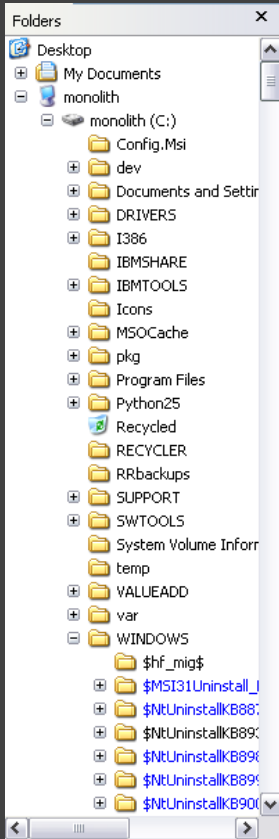 Folders
Desktop
My Documents
monolith
monolith (C:)
Config.Msi
dev
Documents and Settin
DRIVERS
I386
IBMSHARE
IBMTOOLS
Icons
MSOCache
pkg
Program Files
Python25
Recycled
RECYCLER
RRbackups
SUPPORT
SWTOOLS
System Volume Inforr
temp
VALUEADD
var
WINDOWS
$hf_mig$
$MSI31Uninstall_
$NtUninstallKB887
$NtUninstallKB893
$NtUninstallKB898
$NtUninstallKB899
$NtUninstallKB900